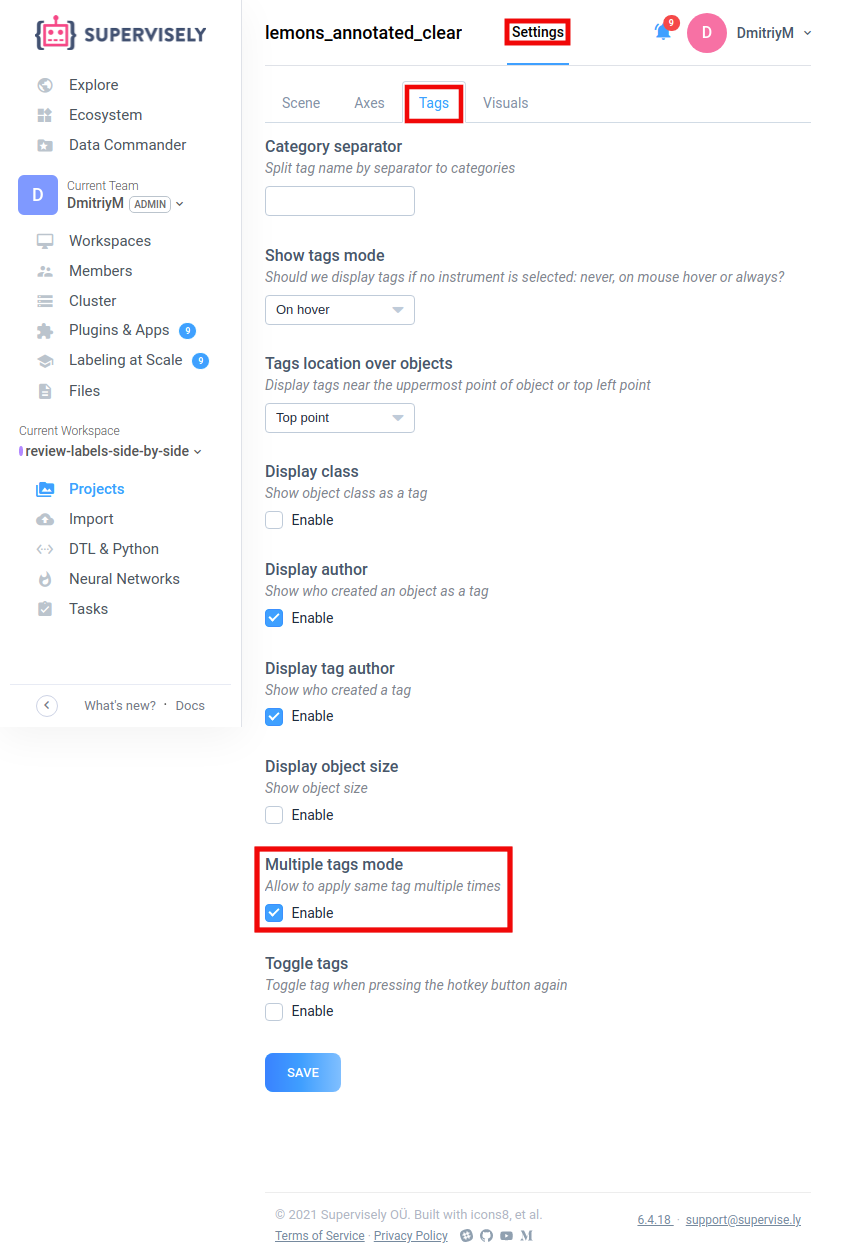 SUPERVISELY
Explore
Ecosystem
Data Commander
D
Current Team
DmitriyM ADMIN
Workspaces
Members
Cluster
Plugins & Apps 9
Labeling at Scale 9
Files
Current Workspace
review-labels-side-by-side
Projects
Import
DTL & Python
Neural Networks
Tasks
What's new? · Docs
lemons_annotated_clear Settings 9 D DmitriyM
Scene Axes Tags Visuals
Category separator
Split tag name by separator to categories
Show tags mode
Should we display tags if no instrument is selected: never, on mouse hover or always?
On hover
Tags location over objects
Display tags near the uppermost point of object or top left point
Top point
Display class
Show object class as a tag
Enable
Display author
Show who created an object as a tag
Enable
Display tag author
Show who created a tag
Enable
Display object size
Show object size
Enable
Multiple tags mode
Allow to apply same tag multiple times
Enable
Toggle tags
Toggle tag when pressing the hotkey button again
Enable
SAVE
© 2021 Supervisely OÜ. Built with icons8, et al.
Terms of Service · Privacy Policy
6.4.18 · support@supervise.ly